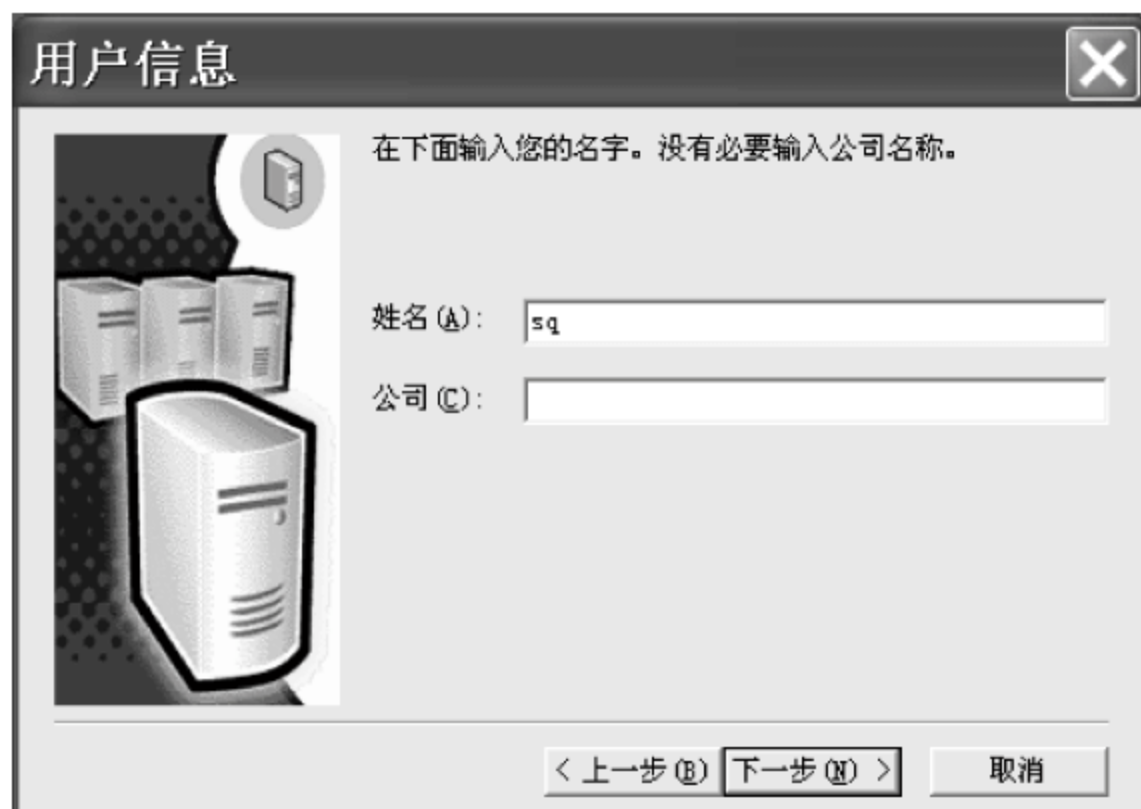 用户信息
在下面输入您的名字。没有必要输入公司名称。
姓名(A): sq
公司(C):
< 上一步(B) 下一步(N) > 取消